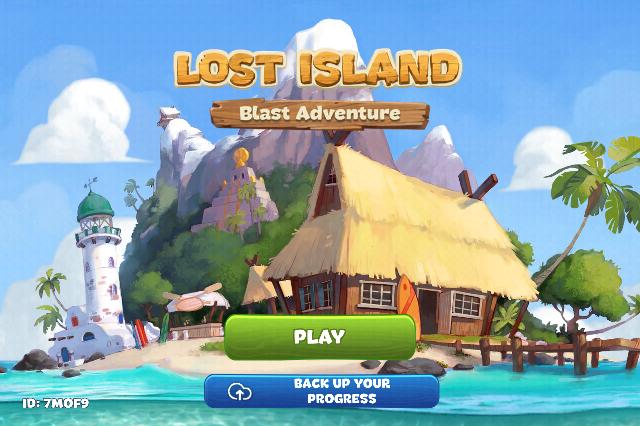 LOST ISLAND
Blast Adventure
PLAY
BACK UP YOUR
PROGRESS
ID: 7MOF9